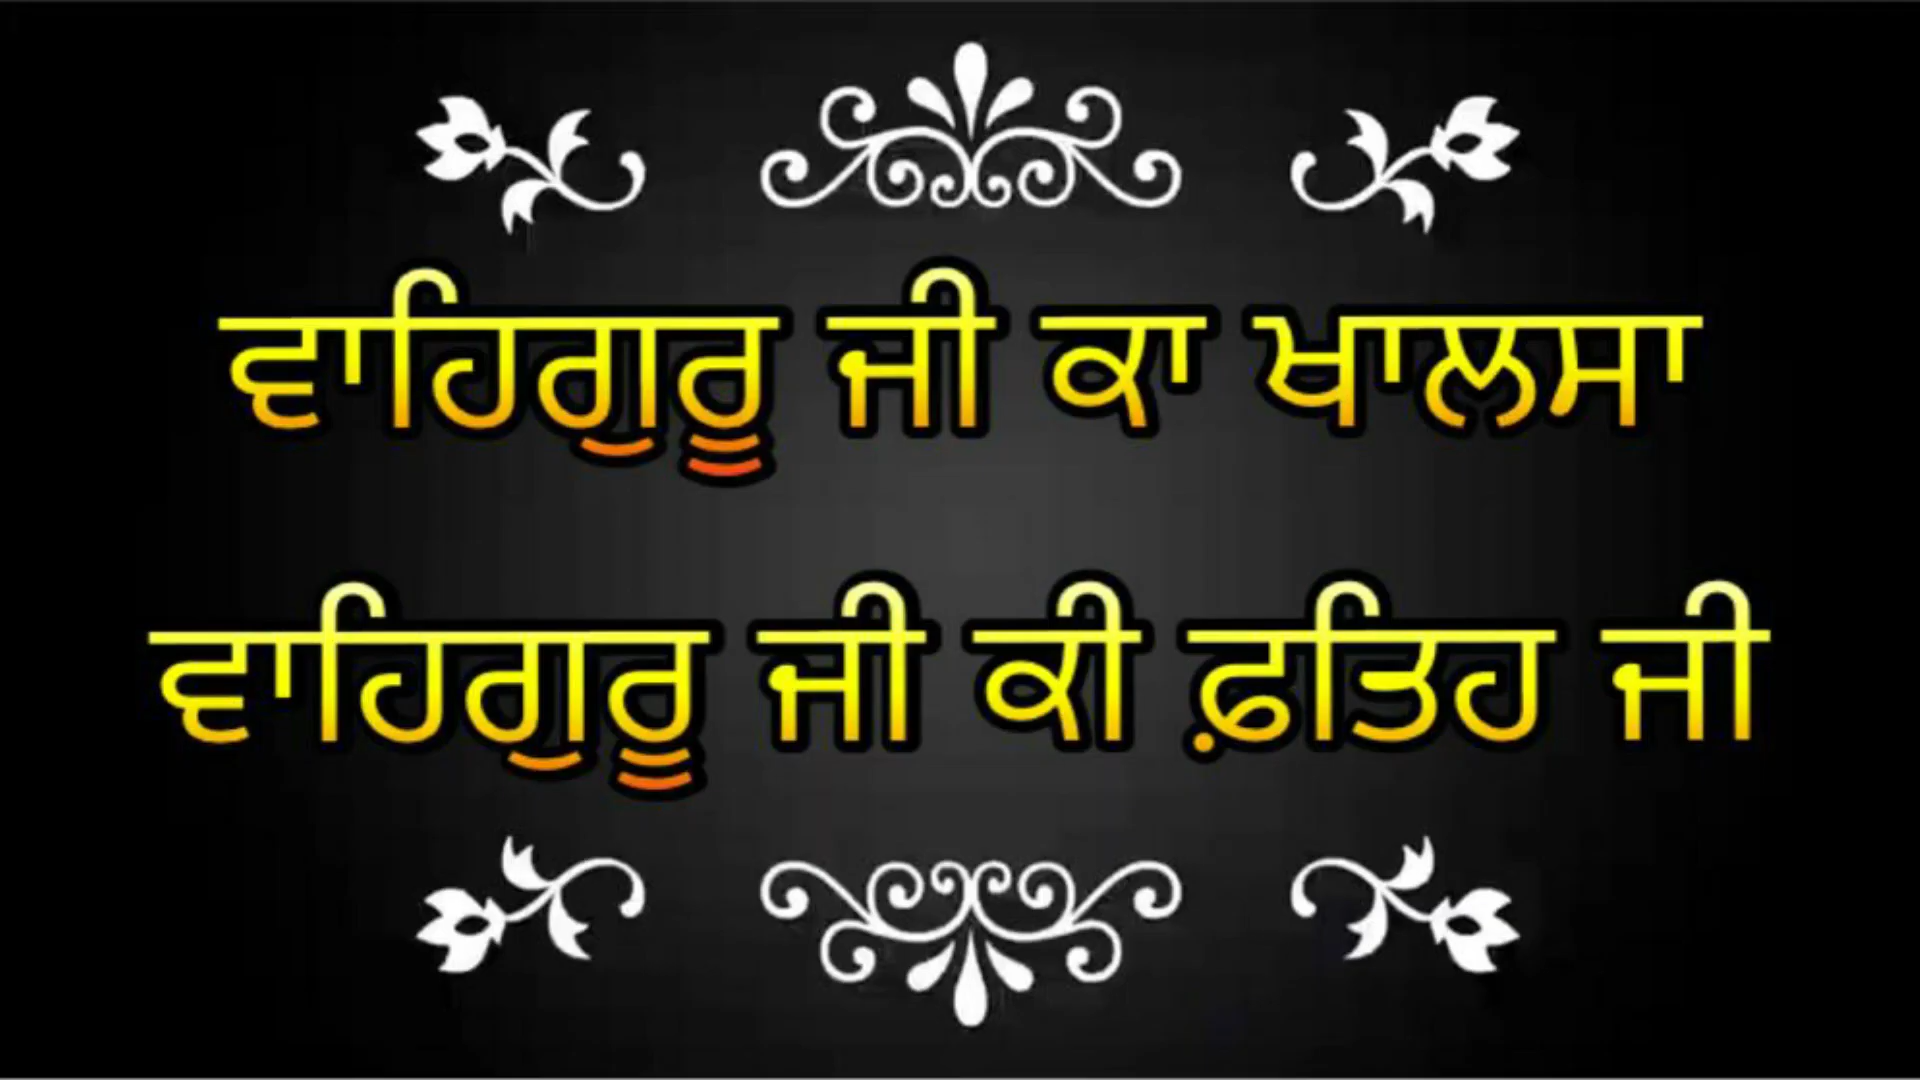 ਵਾਹਿਗੁਰੂ ਜੀ ਕਾ ਖਾਲਸਾ
ਵਾਹਿਗੁਰੂ ਜੀ ਕੀ ਫ਼ਤਿਹ ਜੀ